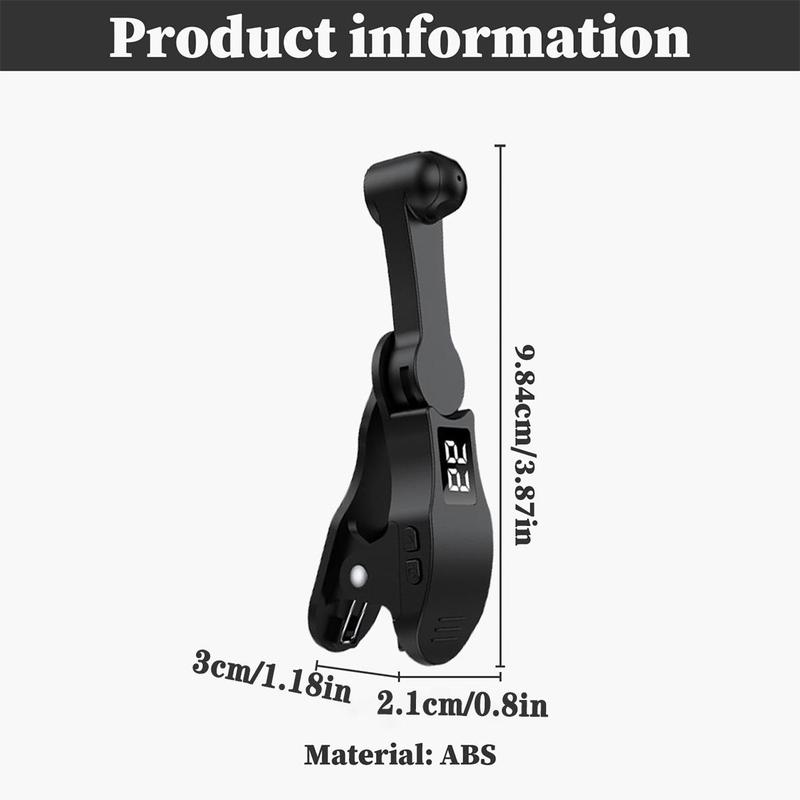 Product information
9.84cm/3.87in
3cm/1.18in
2.1cm/0.8in
Material: ABS